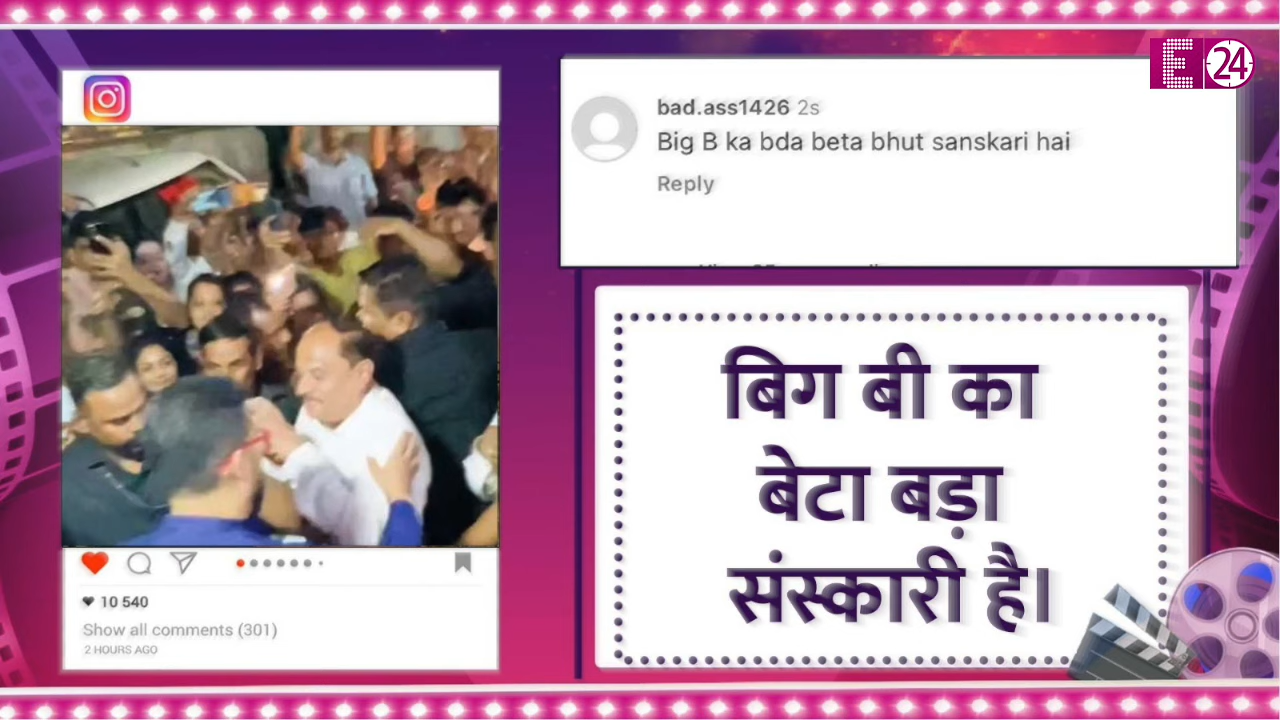 E 24
bad.ass1426 2s
Big B ka bda beta bhut sanskari hai
Reply
बिग बी का
बेटा बड़ा
संस्कारी है।
10 540
Show all comments (301)
2 HOURS AGO